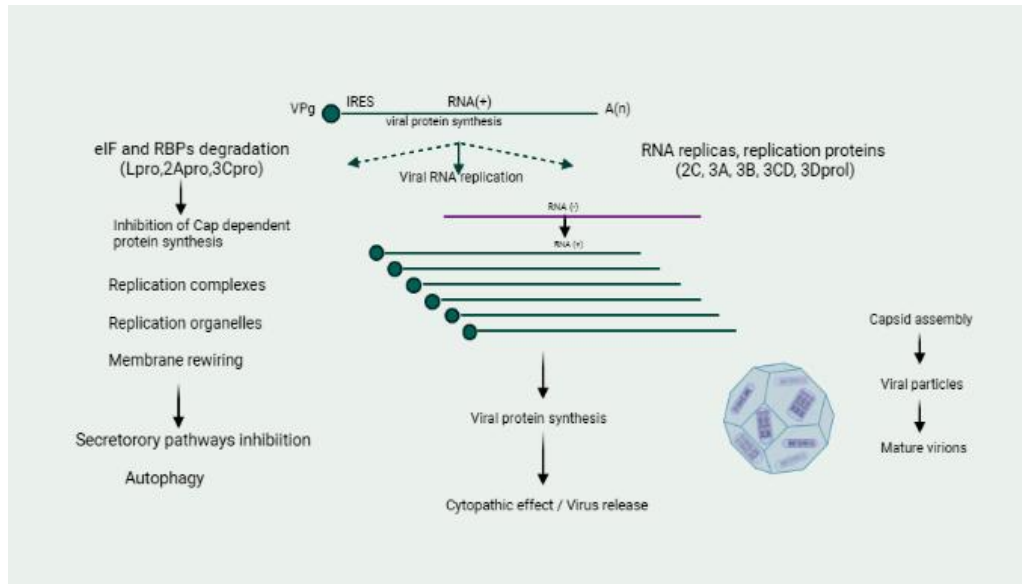 VPg
IRES
RNA(+)
A(n)
viral protein synthesis
eIF and RBPs degradation
(Lpro,2Apro,3Cpro)
Viral RNA replication
RNA replicas, replication proteins
(2C, 3A, 3B, 3CD, 3Dprol)
Inhibition of Cap dependent
protein synthesis
RNA (-)
RNA (+)
Replication complexes
Replication organelles
Membrane rewiring
Secretorory pathways inhibiition
Autophagy
Viral protein synthesis
Cytopathic effect / Virus release
Capsid assembly
Viral particles
Mature virions